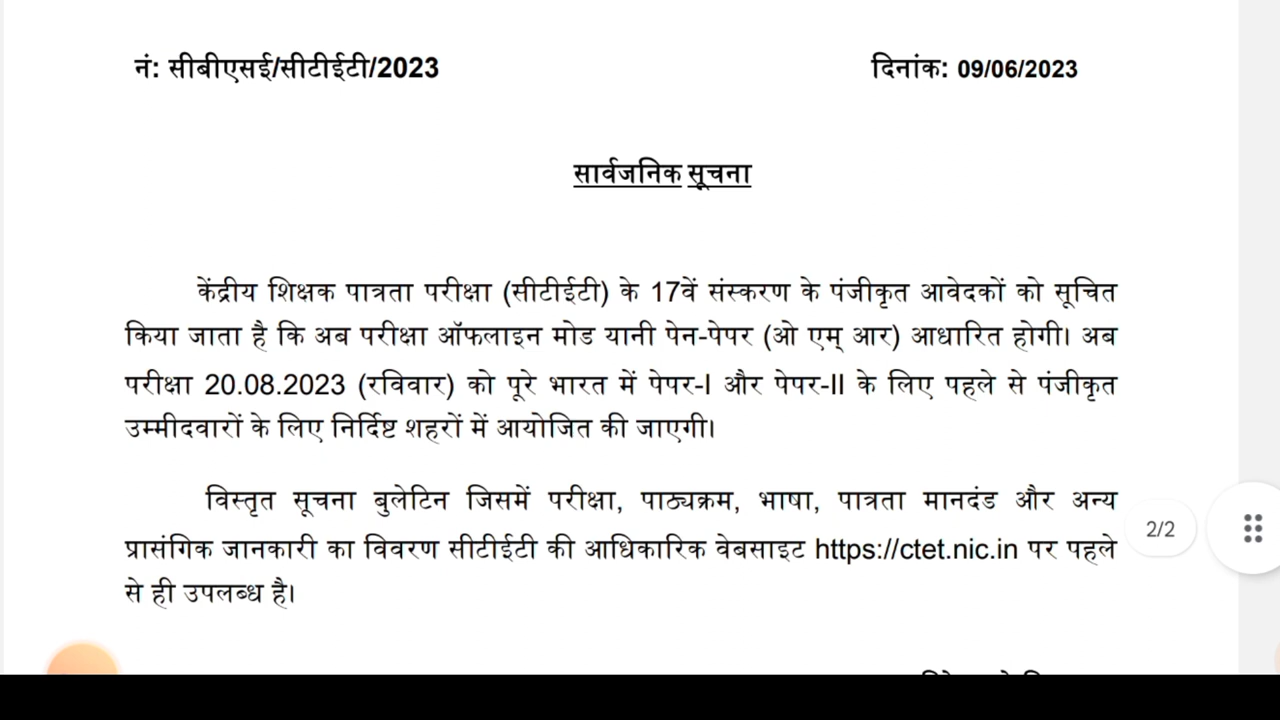 नं: सीबीएसई/सीटीईटी/2023 दिनांक: 09/06/2023
सार्वजनिक सूचना
केंद्रीय शिक्षक पात्रता परीक्षा (सीटीईटी) के 17वें संस्करण के पंजीकृत आवेदकों को सूचित
किया जाता है कि अब परीक्षा ऑफलाइन मोड यानी पेन-पेपर (ओ एम् आर) आधारित होगी। अब
परीक्षा 20.08.2023 (रविवार) को पूरे भारत में पेपर-I और पेपर-II के लिए पहले से पंजीकृत
उम्मीदवारों के लिए निर्दिष्ट शहरों में आयोजित की जाएगी।
विस्तृत सूचना बुलेटिन जिसमें परीक्षा, पाठ्यक्रम, भाषा, पात्रता मानदंड और अन्य
प्रासंगिक जानकारी का विवरण सीटीईटी की आधिकारिक वेबसाइट https://ctet.nic.in पर पहले
से ही उपलब्ध है।
2/2